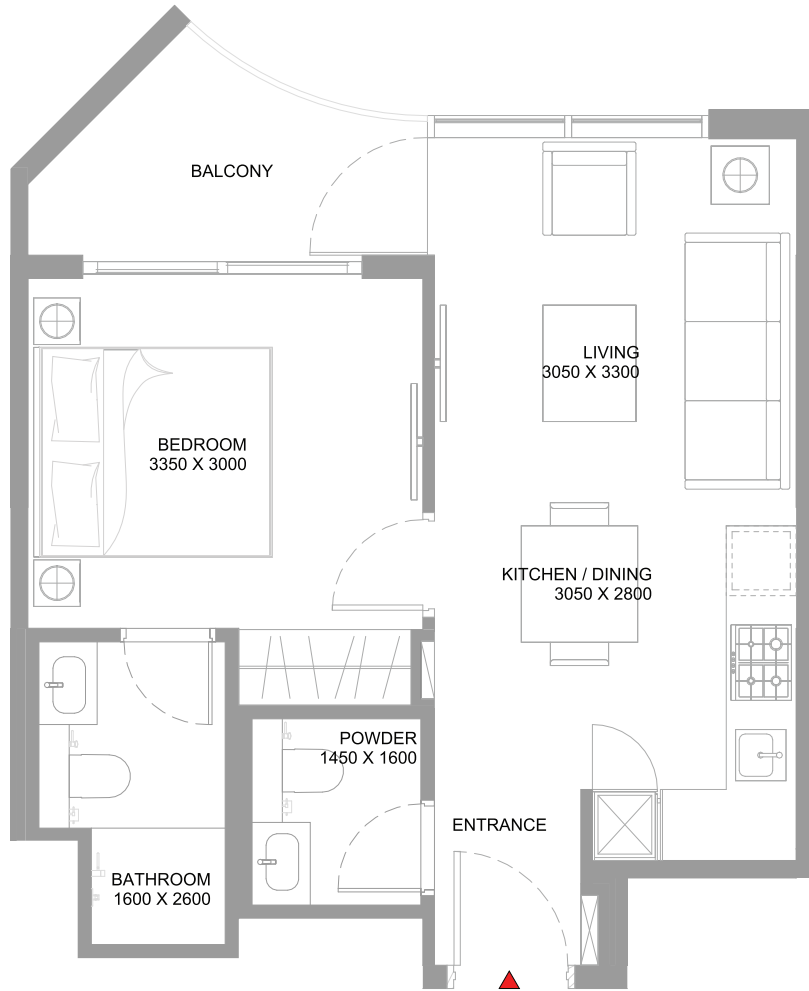 BALCONY
LIVING
3050 X 3300
BEDROOM
3350 X 3000
KITCHEN / DINING
3050 X 2800
POWDER
1450 X 1600
ENTRANCE
BATHROOM
1600 X 2600